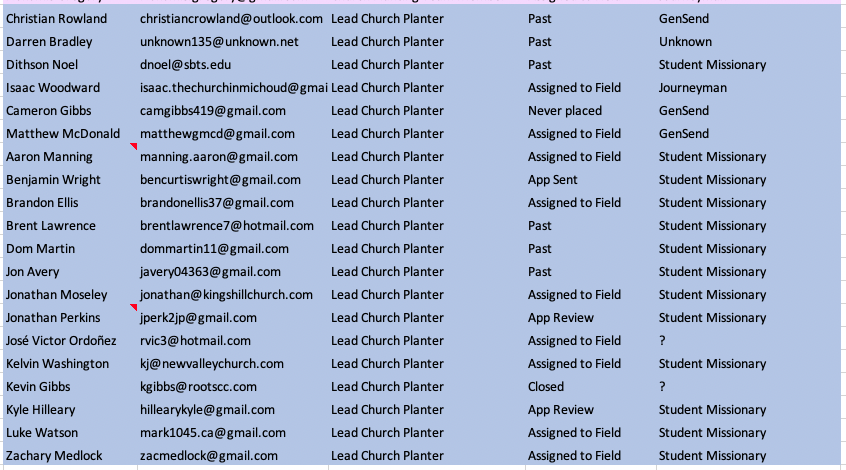 Christian Rowland christiancrowland@outlook.com Lead Church Planter Past GenSend
Darren Bradley unknown135@unknown.net Lead Church Planter Past Unknown
Dithson Noel dnoel@sbts.edu Lead Church Planter Past Student Missionary
Isaac Woodward isaac.thechurchinmichoud@gmai Lead Church Planter Assigned to Field Journeyman
Cameron Gibbs camgibbs419@gmail.com Lead Church Planter Never placed GenSend
Matthew McDonald matthewgmcd@gmail.com Lead Church Planter Assigned to Field GenSend
Aaron Manning manning.aaron@gmail.com Lead Church Planter Assigned to Field Student Missionary
Benjamin Wright bencurtiswright@gmail.com Lead Church Planter App Sent Student Missionary
Brandon Ellis brandonellis37@gmail.com Lead Church Planter Assigned to Field Student Missionary
Brent Lawrence brentlawrence7@hotmail.com Lead Church Planter Past Student Missionary
Dom Martin dommartin11@gmail.com Lead Church Planter Past Student Missionary
Jon Avery javery04363@gmail.com Lead Church Planter Past Student Missionary
Jonathan Moseley jonathan@kingshillchurch.com Lead Church Planter Assigned to Field Student Missionary
Jonathan Perkins jperk2jp@gmail.com Lead Church Planter App Review Student Missionary
José Victor Ordoñez rvic3@hotmail.com Lead Church Planter Assigned to Field ?
Kelvin Washington kj@newvalleychurch.com Lead Church Planter Assigned to Field Student Missionary
Kevin Gibbs kgibbs@rootscc.com Lead Church Planter Closed ?
Kyle Hilleary hillearykyle@gmail.com Lead Church Planter App Review Student Missionary
Luke Watson mark1045.ca@gmail.com Lead Church Planter Assigned to Field Student Missionary
Zachary Medlock zacmedlock@gmail.com Lead Church Planter Assigned to Field Student Missionary